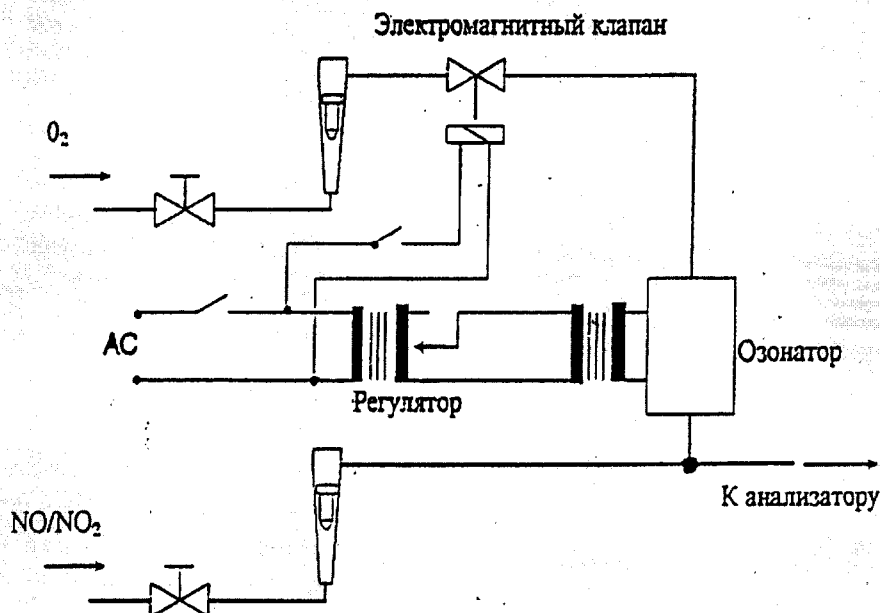 Электромагнитный клапан
O₂
AC
Озонатор
Регулятор
К анализатору
NO/NO₂